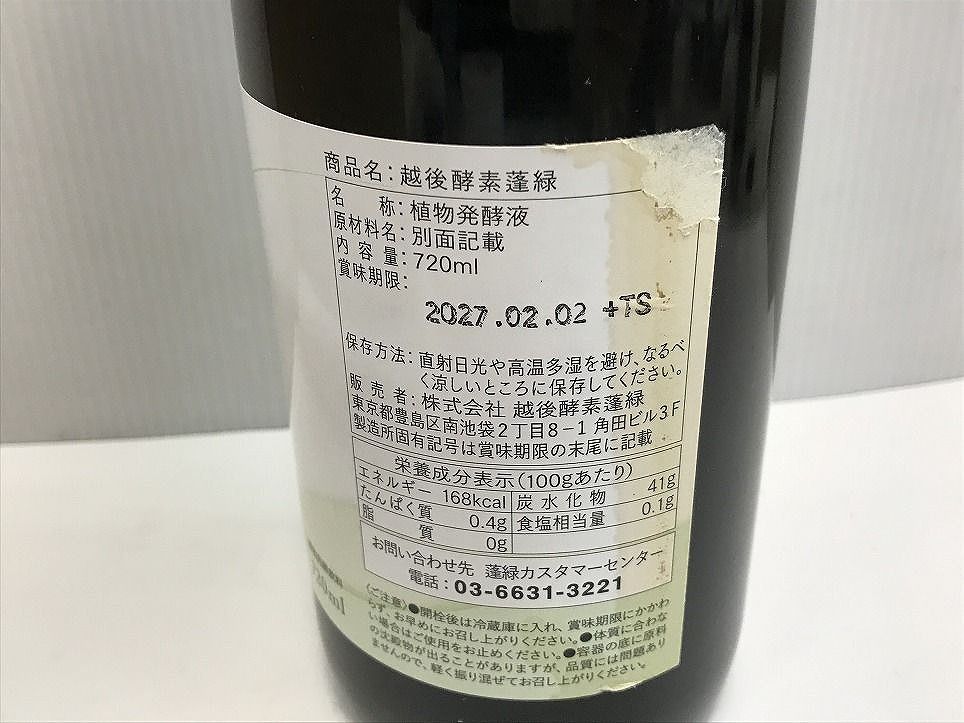 商品名：越後酵素蓬緑
名　称：植物発酵液
原材料名：別面記載
内容量：720ml
賞味期限：
2027.02.02 +TS
保存方法：直射日光や高温多湿を避け、なるべ
く涼しいところに保存してください。
販売者：株式会社 越後酵素蓬緑
東京都豊島区南池袋2丁目8-1 角田ビル3F
製造所固有記号は賞味期限の末尾に記載
栄養成分表示（100gあたり）
エネルギー 168kcal 炭水化物 41g
たんぱく質 0.4g 食塩相当量 0.1g
脂質 0g
お問い合わせ先 蓬緑カスタマーセンター
電話：03-6631-3221
〈ご注意〉●開栓後は冷蔵庫に入れ、賞味期限にかかわ
らず、お早めにお召し上がりください。●体質に合わな
い場合はご使用をお止めください。●容器の底に原料
の沈殿物が出ることがありますが、品質には問題あり
ませんので、軽く振り混ぜてお召し上がりください。
20ml